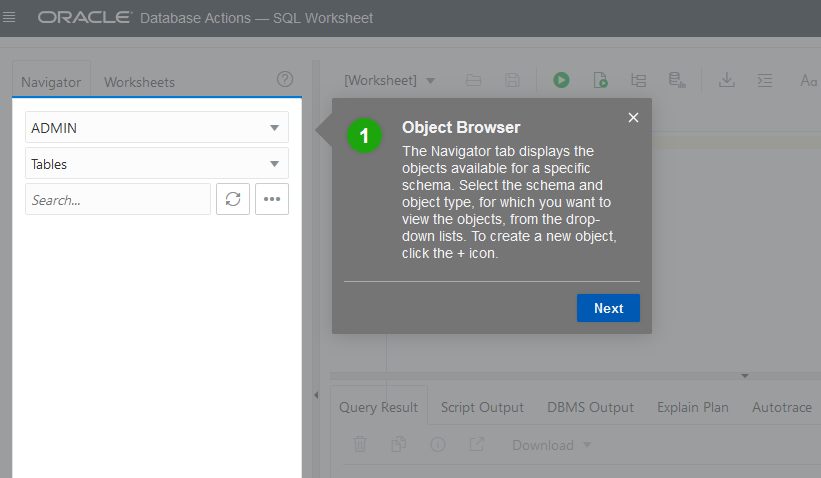 ORACLE Database Actions — SQL Worksheet
Navigator
Worksheets
[Worksheet]
Aa
ADMIN
Tables
Search...
1
Object Browser
The Navigator tab displays the
objects available for a specific
schema. Select the schema and
object type, for which you want to
view the objects, from the drop-
down lists. To create a new object,
click the + icon.
Next
Query Result
Script Output
DBMS Output
Explain Plan
Autotrace
Download